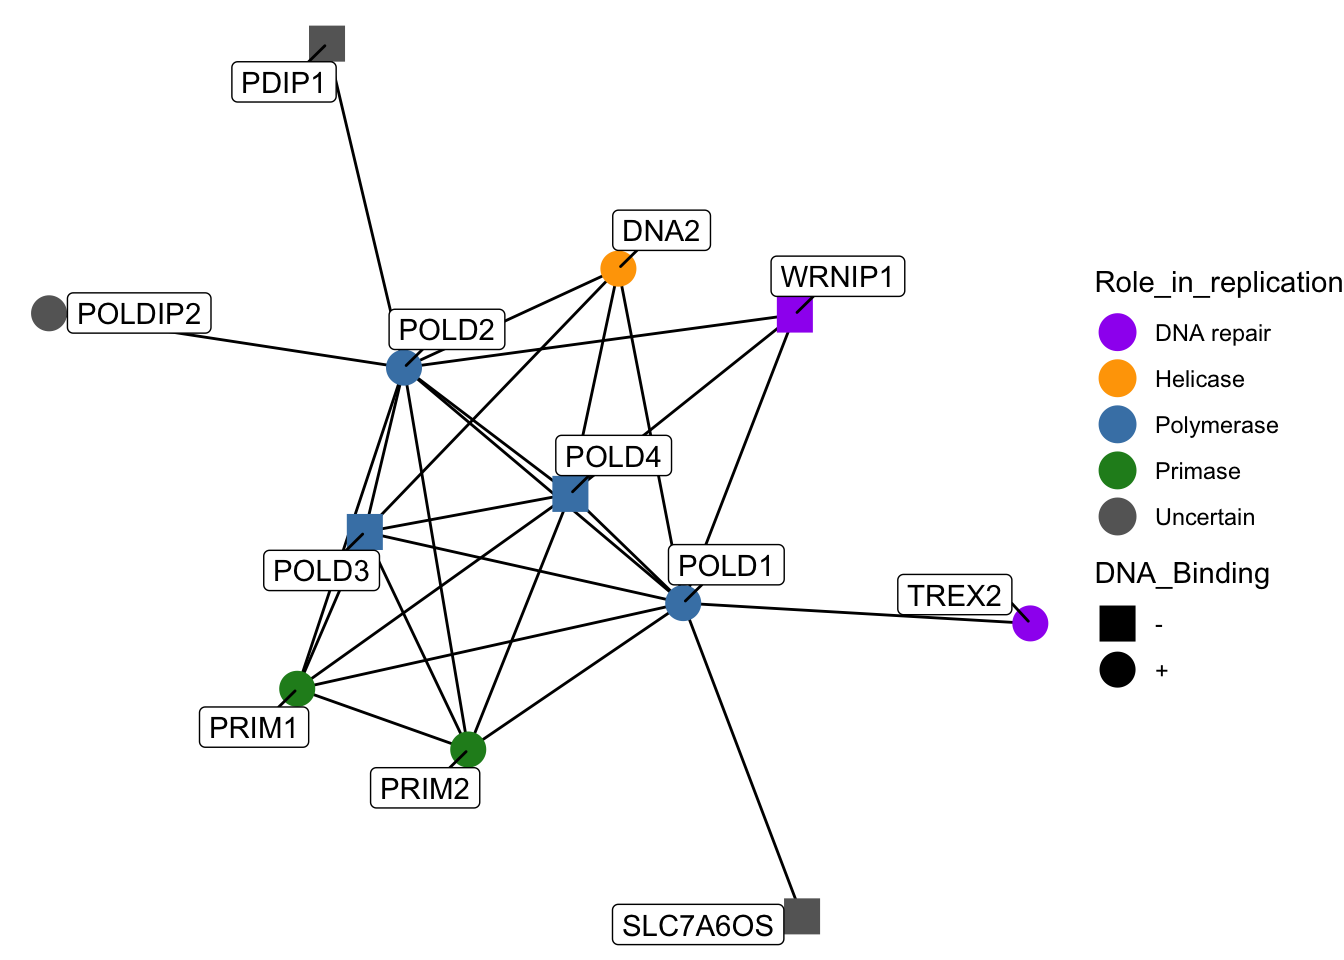 PDIP1
DNA2
WRNIP1
POLDIP2
POLD2
POLD4
POLD3
POLD1
TREX2
PRIM1
PRIM2
SLC7A6OS
Role_in_replication
DNA repair
Helicase
Polymerase
Primase
Uncertain
DNA_Binding
-
+